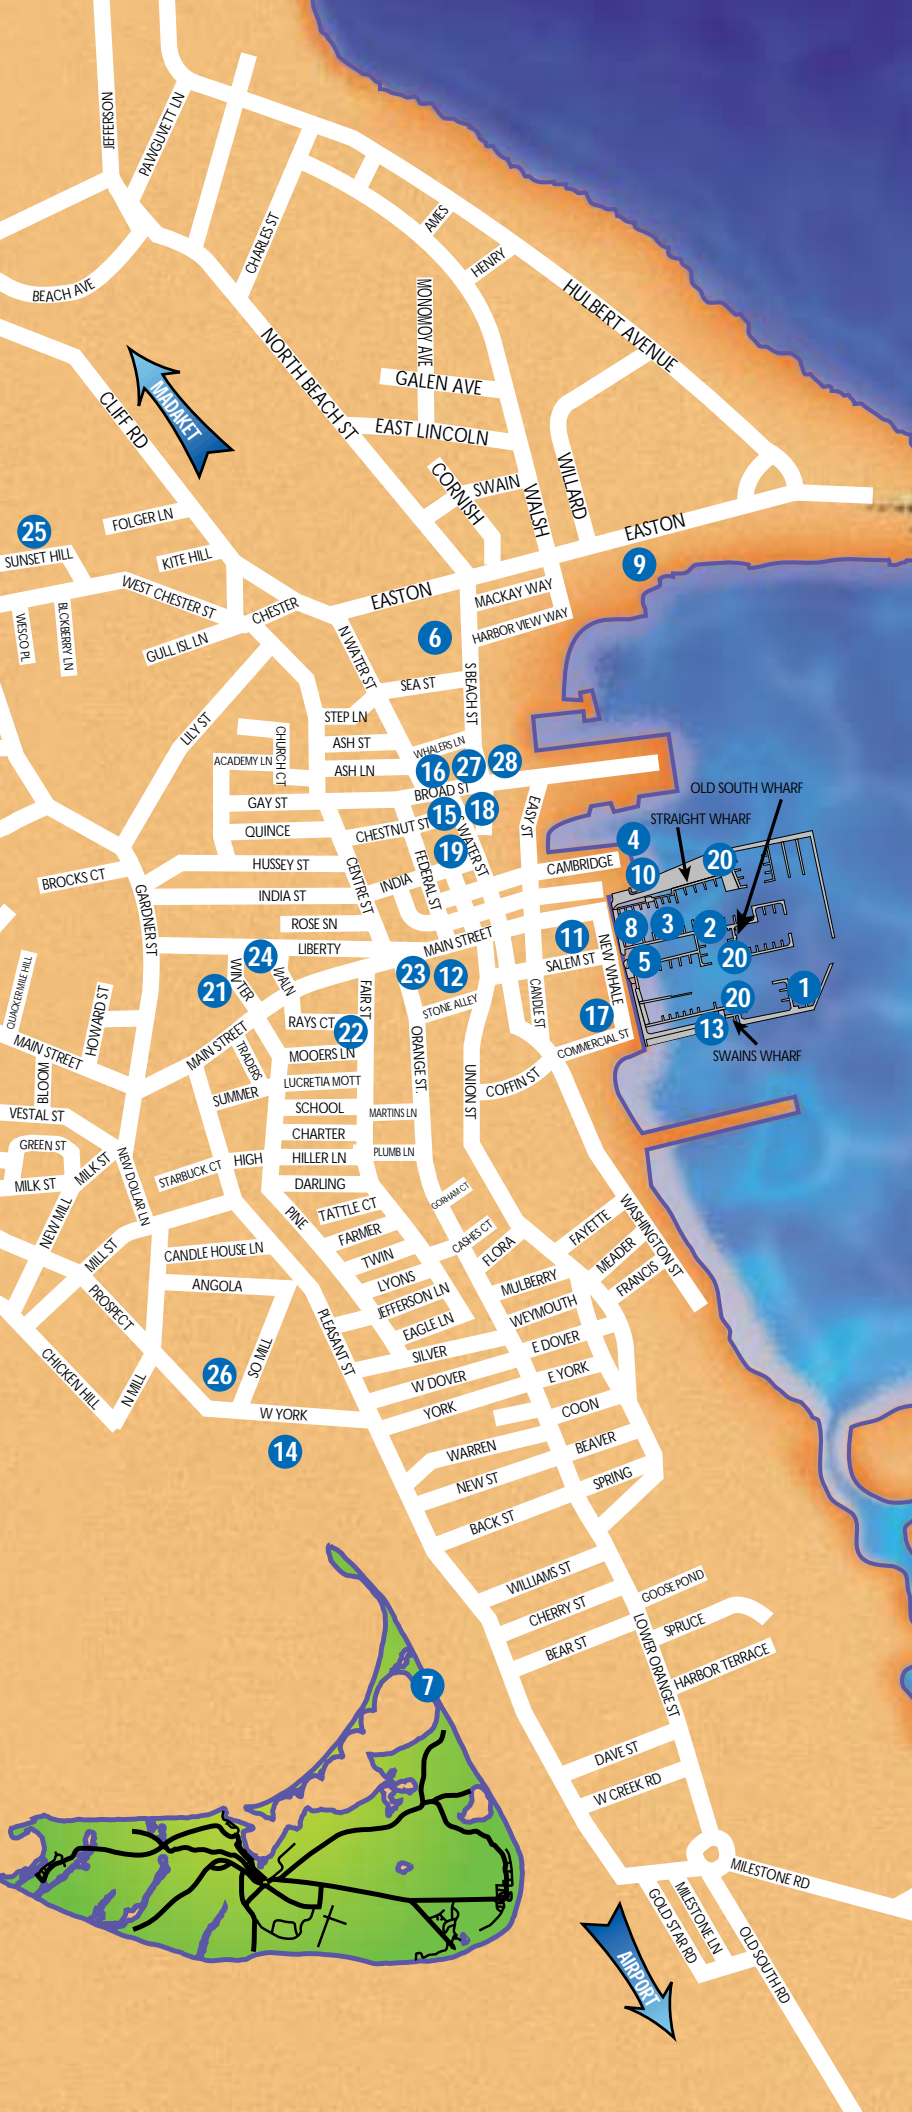 JEFFERSON
PAWGUVETT LN
CHARLES ST
AMES
HENRY
BEACH AVE
MONOMOY AVE
HULBERT AVENUE
NORTH BEACH ST
GALEN AVE
MADAKET
CLIFF RD
EAST LINCOLN
CORNISH
SWAIN
WALSH
WILLARD
EASTON
25
FOLGER LN
SUNSET HILL
KITE HILL
9
WEST CHESTER ST
CHESTER
EASTON
MACKAY WAY
HARBOR VIEW WAY
WESCO PL
BLCKBERRY LN
GULL ISL LN
N WATER ST
6
S BEACH ST
SEA ST
LILY ST
STEP LN
CHURCH CT
ASH ST
WHALERS LN
ACADEMY LN
ASH LN
16
27
28
BROAD ST
GAY ST
15
18
EASY ST
OLD SOUTH WHARF
STRAIGHT WHARF
QUINCE
CHESTNUT ST
WATER ST
19
4
20
HUSSEY ST
CENTRE ST
FEDERAL ST
CAMBRIDGE
10
BROCKS CT
INDIA
INDIA ST
GARDNER ST
ROSE SN
LIBERTY
MAIN STREET
11
8
3
2
NEW WHALE
24
WINTER
WALN
23
12
SALEM ST
5
20
21
FAIR ST
STONE ALLEY
CANDLE ST
1
QUACKER MILE HILL
HOWARD ST
RAYS CT
22
ORANGE ST.
17
20
13
COMMERCIAL ST
SWAINS WHARF
MAIN STREET
MAIN STREET
TRADERS
MOOERS LN
BLOOM
SUMMER
LUCRETIA MOTT
UNION ST
COFFIN ST
VESTAL ST
SCHOOL
MARTINS LN
GREEN ST
CHARTER
NEW DOLLAR LN
MILK ST
MILK ST
STARBUCK CT
HIGH
HILLER LN
PLUMB LN
DARLING
GORHAM CT
NEW MILL
PINE
TATTLE CT
WASHINGTON ST
MILL ST
CANDLE HOUSE LN
FARMER
CASHES CT
FLORA
FAYETTE
TWIN
MEADER
ANGOLA
LYONS
MULBERRY
FRANCIS
PROSPECT
JEFFERSON LN
WEYMOUTH
EAGLE LN
PLEASANT ST
SILVER
E DOVER
CHICKEN HILL
SO MILL
26
N MILL
W DOVER
E YORK
W YORK
YORK
COON
14
WARREN
BEAVER
NEW ST
SPRING
BACK ST
WILLIAMS ST
GOOSE POND
CHERRY ST
SPRUCE
BEAR ST
LOWER ORANGE ST
HARBOR TERRACE
7
DAVE ST
W CREEK RD
MILESTONE RD
GOLD STAR RD
MILESTONE LN
OLD SOUTH RD
AIRPORT